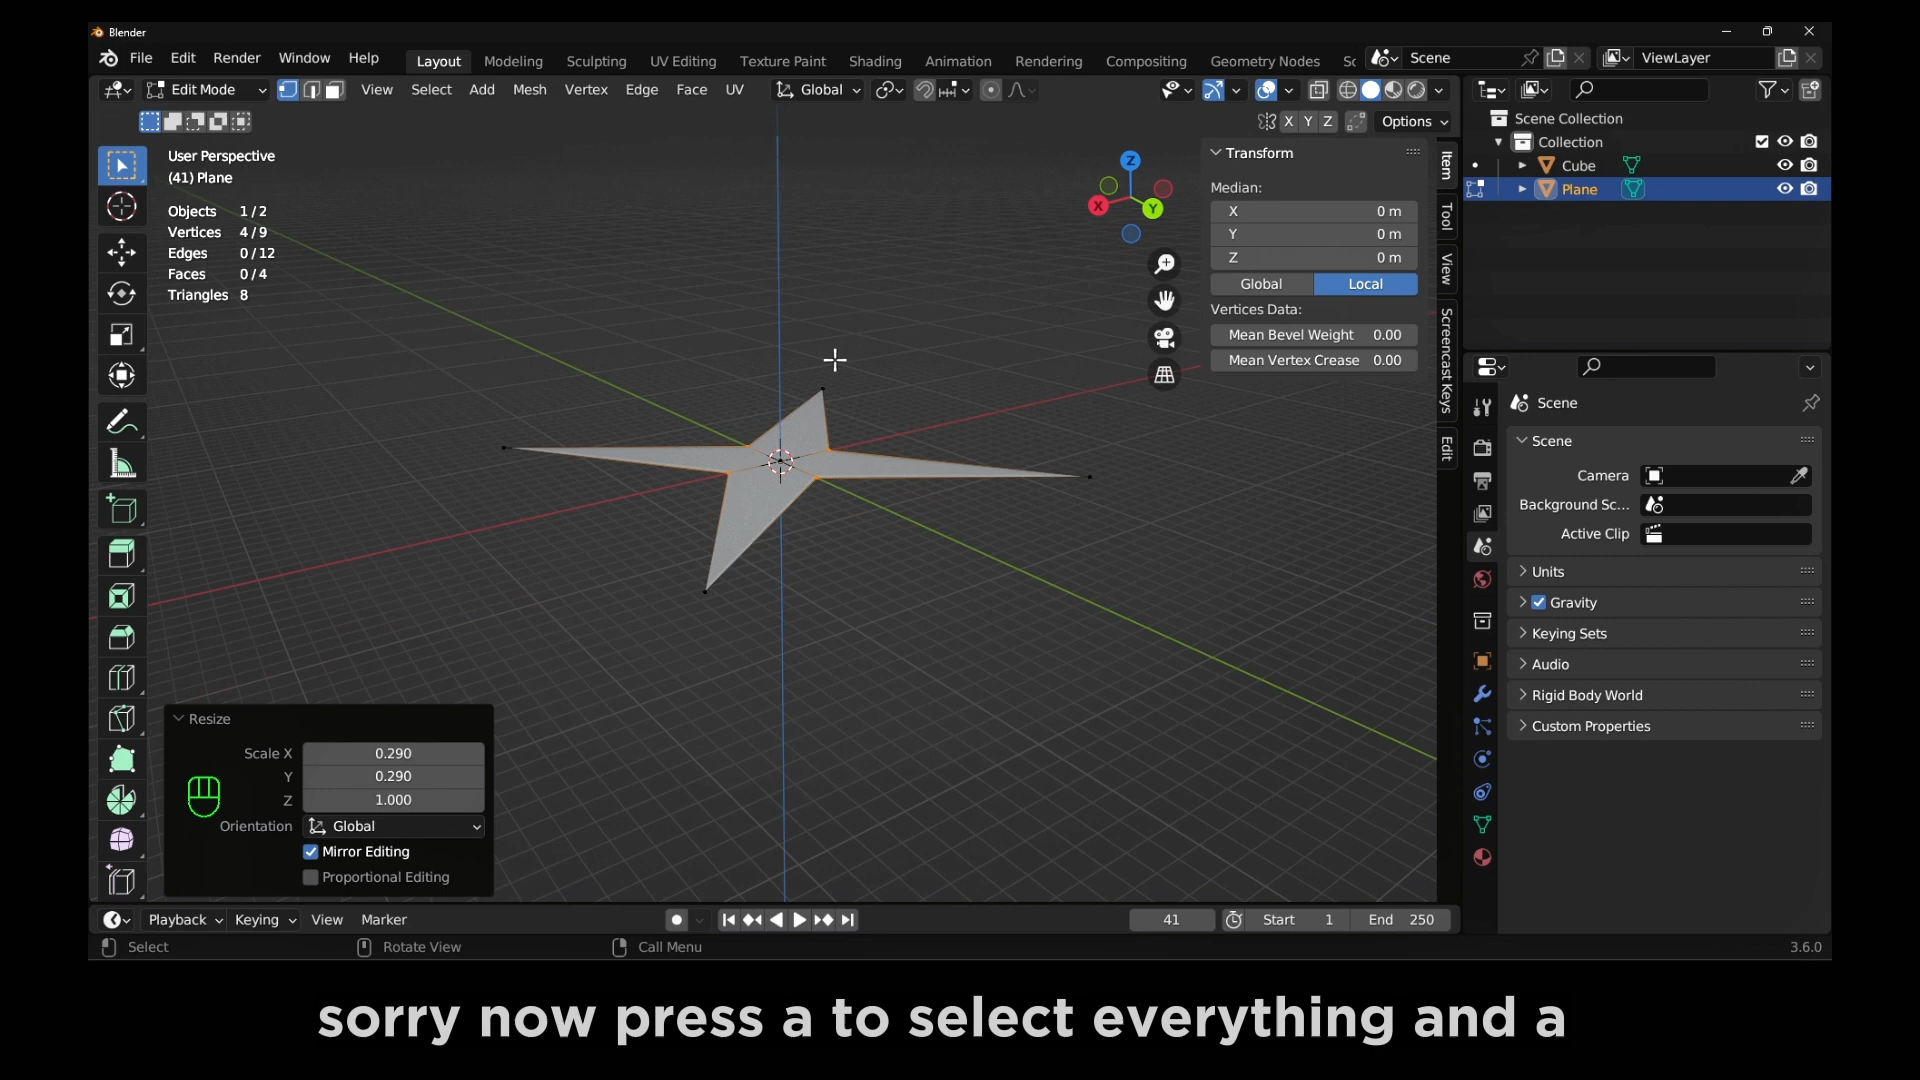 Blender
File Edit Render Window Help Layout Modeling Sculpting UV Editing Texture Paint Shading Animation Rendering Compositing Geometry Nodes Sc Scene ViewLayer
Edit Mode View Select Add Mesh Vertex Edge Face UV Global
X Y Z Options
User Perspective
(41) Plane
Objects 1/2
Vertices 4/9
Edges 0/12
Faces 0/4
Triangles 8
Z
X
Y
Transform
Median:
X 0 m
Y 0 m
Z 0 m
Global Local
Vertices Data:
Mean Bevel Weight 0.00
Mean Vertex Crease 0.00
Item
Tool
View
Screencast Keys
Edit
Scene Collection
Collection
Cube
Plane
Scene
Scene
Camera
Background Sc...
Active Clip
Units
Gravity
Keying Sets
Audio
Rigid Body World
Custom Properties
Resize
Scale X 0.290
Y 0.290
Z 1.000
Orientation Global
Mirror Editing
Proportional Editing
Playback Keying View Marker 41 Start 1 End 250
Select Rotate View Call Menu 3.6.0
sorry now press a to select everything and a